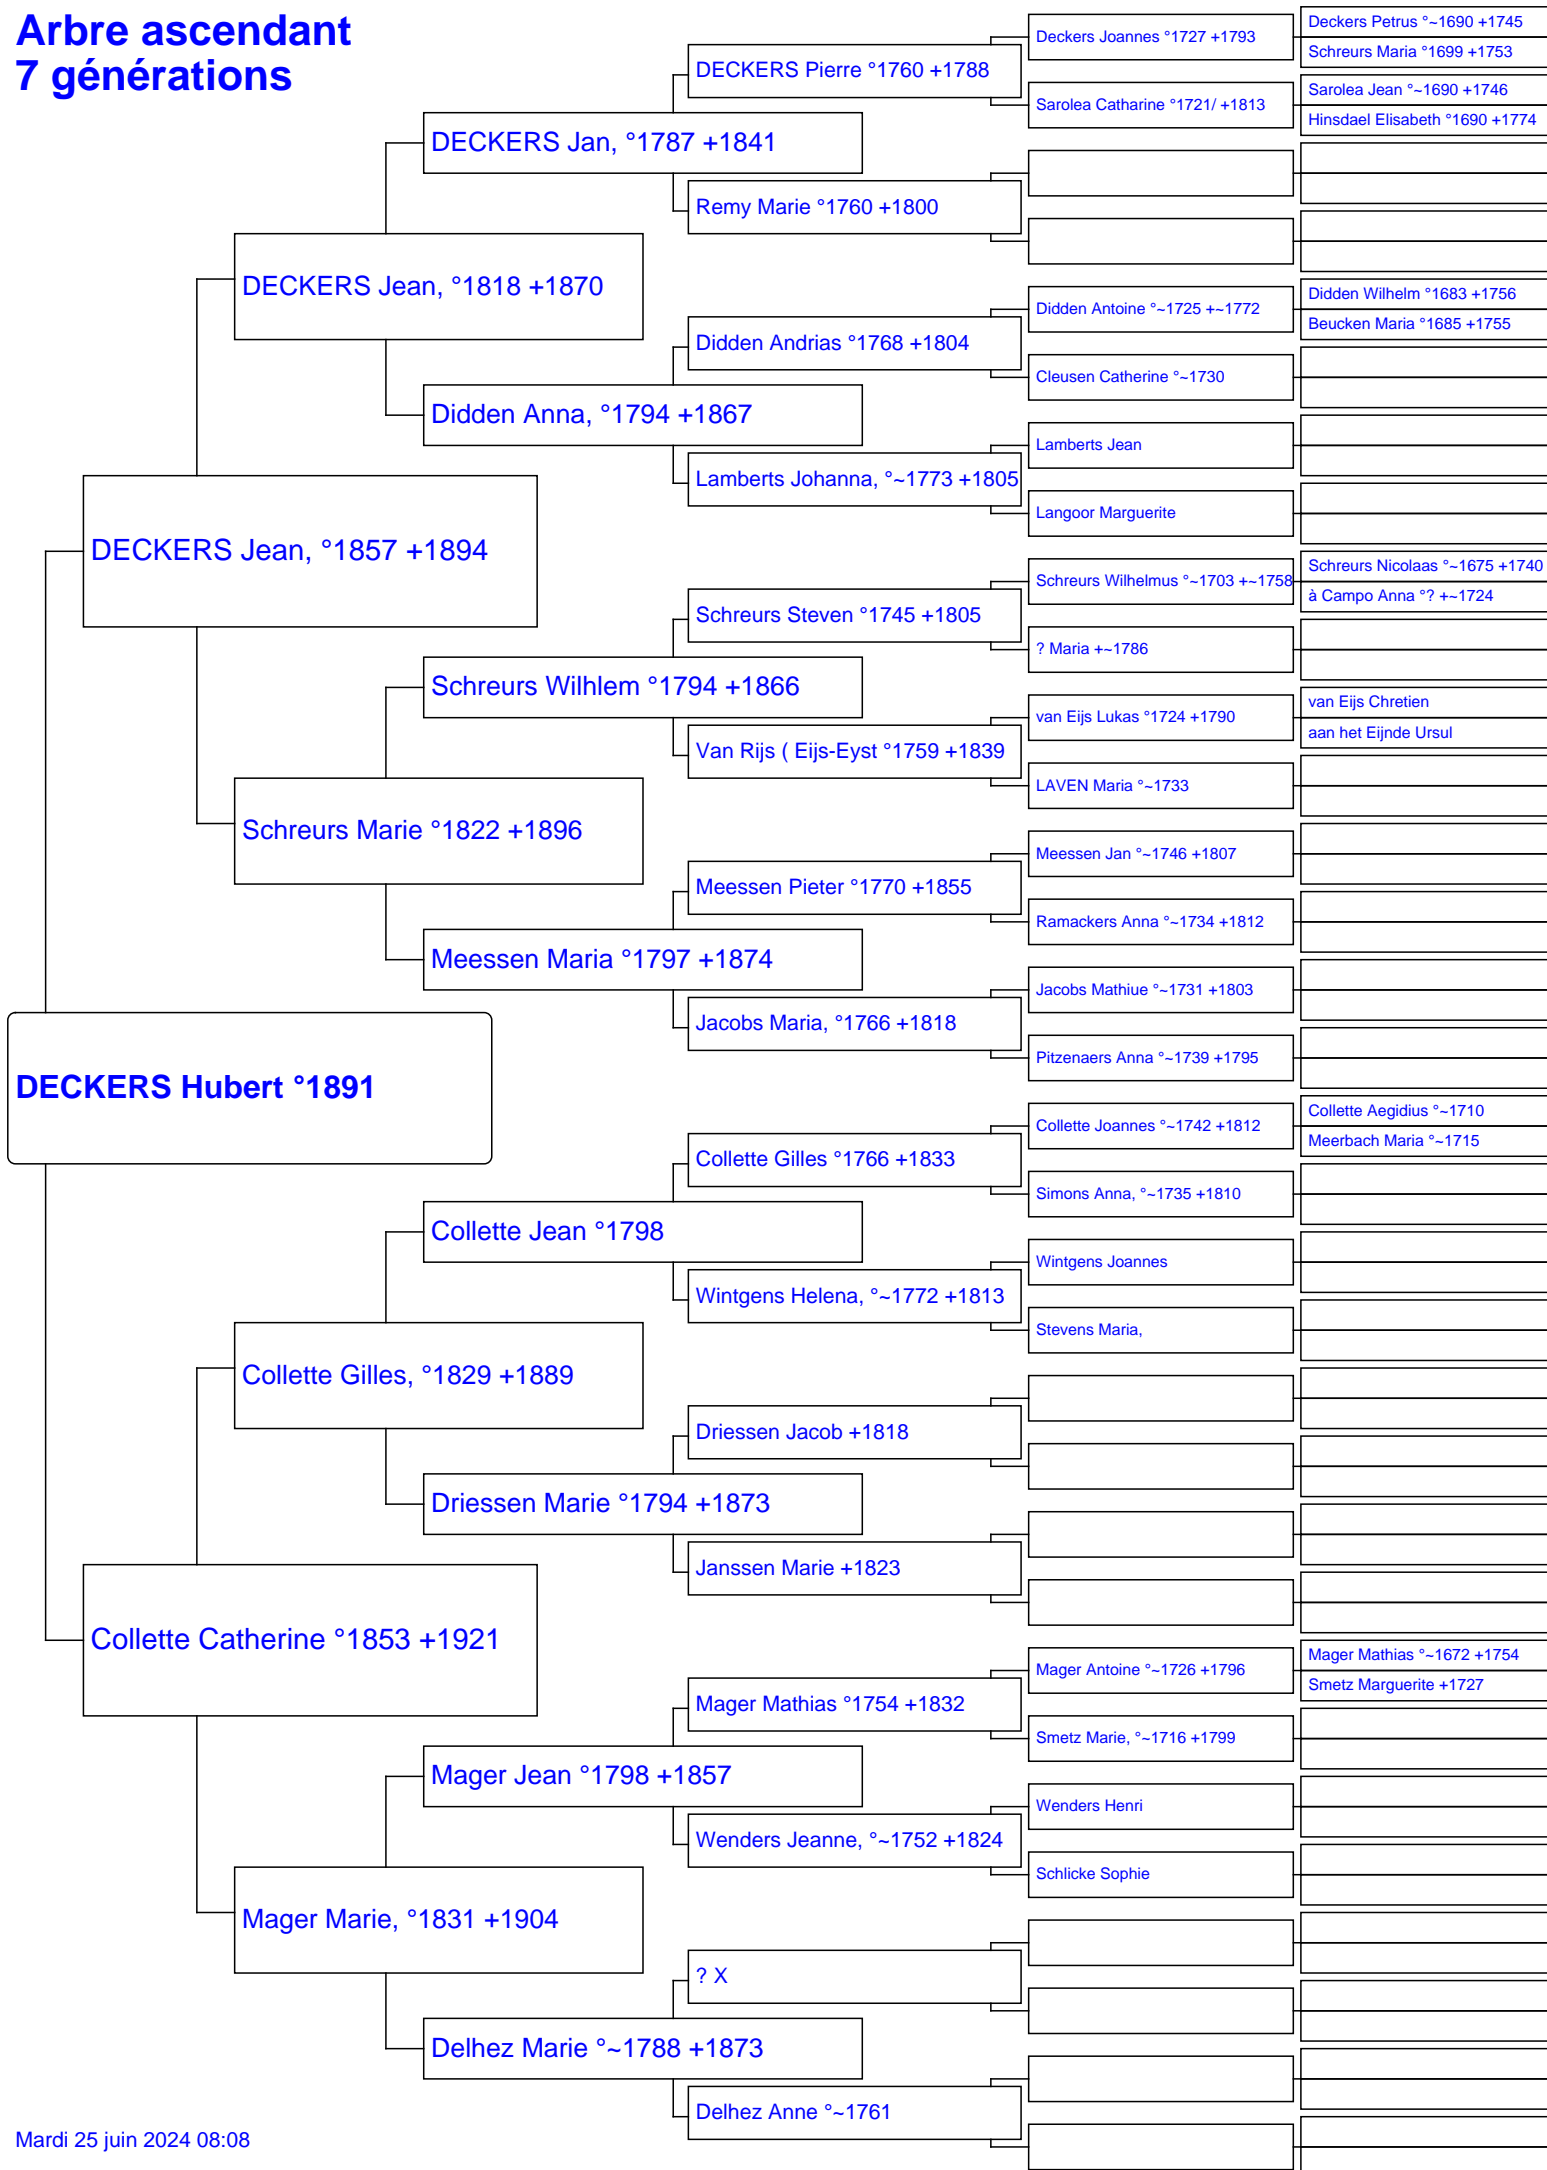 Arbre ascendant
7 générations
DECKERS Hubert °1891
DECKERS Jean, °1857 +1894
Collette Catherine °1853 +1921
DECKERS Jean, °1818 +1870
Schreurs Marie °1822 +1896
Collette Gilles, °1829 +1889
Mager Marie, °1831 +1904
DECKERS Jan, °1787 +1841
Didden Anna, °1794 +1867
Schreurs Wilhlem °1794 +1866
Meessen Maria °1797 +1874
Collette Jean °1798
Driessen Marie °1794 +1873
Mager Jean °1798 +1857
Delhez Marie °~1788 +1873
DECKERS Pierre °1760 +1788
Remy Marie °1760 +1800
Didden Andrias °1768 +1804
Lamberts Johanna, °~1773 +1805
Schreurs Steven °1745 +1805
Van Rijs ( Eijs-Eyst °1759 +1839
Meessen Pieter °1770 +1855
Jacobs Maria, °1766 +1818
Collette Gilles °1766 +1833
Wintgens Helena, °~1772 +1813
Driessen Jacob +1818
Janssen Marie +1823
Mager Mathias °1754 +1832
Wenders Jeanne, °~1752 +1824
? X
Delhez Anne °~1761
Deckers Joannes °1727 +1793
Sarolea Catharine °1721/ +1813
Didden Antoine °~1725 +~1772
Cleusen Catherine °~1730
Lamberts Jean
Langoor Marguerite
Schreurs Wilhelmus °~1703 +~1758
? Maria +~1786
van Eijs Lukas °1724 +1790
LAVEN Maria °~1733
Meessen Jan °~1746 +1807
Ramackers Anna °~1734 +1812
Jacobs Mathiue °~1731 +1803
Pitzenaers Anna °~1739 +1795
Collette Joannes °~1742 +1812
Simons Anna, °~1735 +1810
Wintgens Joannes
Stevens Maria,
Mager Antoine °~1726 +1796
Smetz Marie, °~1716 +1799
Wenders Henri
Schlicke Sophie
Deckers Petrus °~1690 +1745
Schreurs Maria °1699 +1753
Sarolea Jean °~1690 +1746
Hinsdael Elisabeth °1690 +1774
Didden Wilhelm °1683 +1756
Beucken Maria °1685 +1755
Schreurs Nicolaas °~1675 +1740
à Campo Anna °? +~1724
van Eijs Chretien
aan het Eijnde Ursul
Collette Aegidius °~1710
Meerbach Maria °~1715
Mager Mathias °~1672 +1754
Smetz Marguerite +1727
Mardi 25 juin 2024 08:08